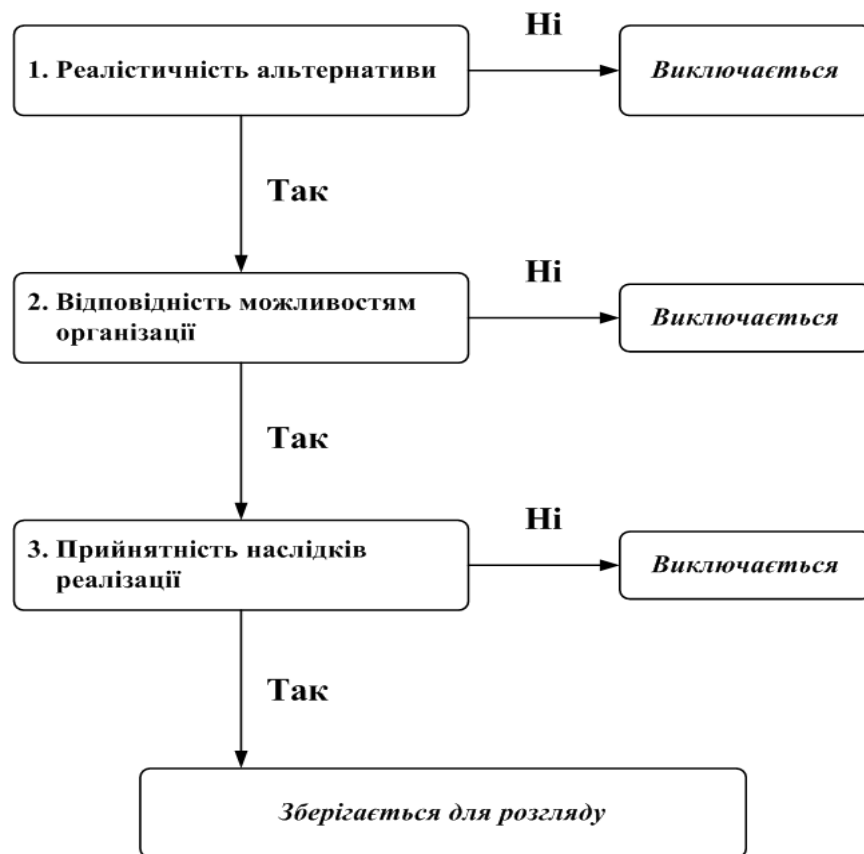 Ні
1. Реалістичність альтернативи
Виключається
Так
Ні
2. Відповідність можливостям
організації
Виключається
Так
Ні
3. Прийнятність наслідків
реалізації
Виключається
Так
Зберігається для розгляду